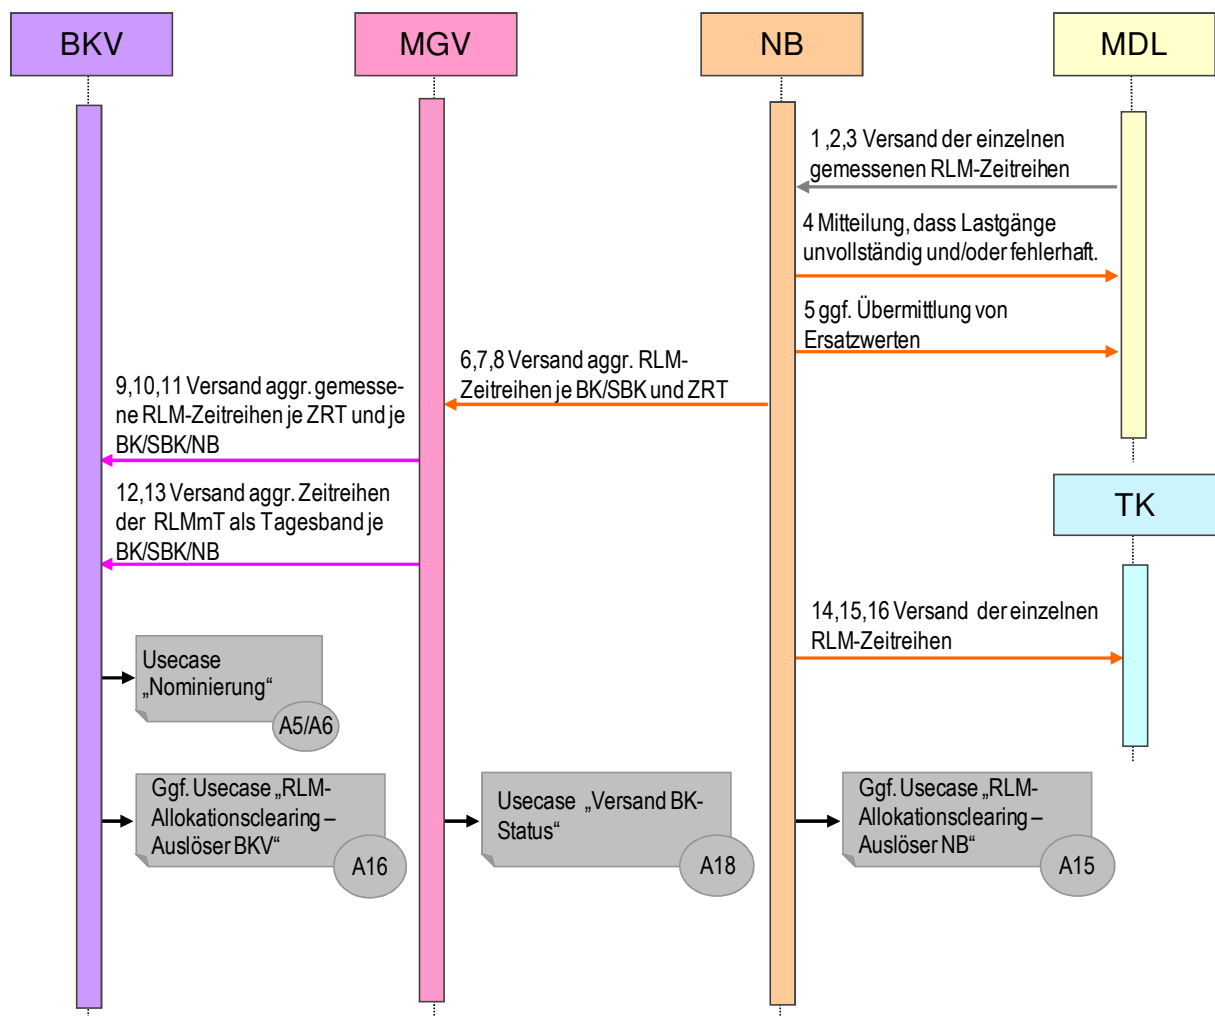 BKV
MGV
NB
MDL
1 ,2,3 Versand der einzelnen
gemessenen RLM-Zeitreihen
4 Mitteilung, dass Lastgänge
unvollständig und/oder fehlerhaft.
5 ggf. Übermittlung von
Ersatzwerten
6,7,8 Versand aggr. RLM-
Zeitreihen je BK/SBK und ZRT
9,10,11 Versand aggr. gemesse-
ne RLM-Zeitreihen je ZRT und je
BK/SBK/NB
12,13 Versand aggr. Zeitreihen
der RLMmT als Tagesband je
BK/SBK/NB
TK
14,15,16 Versand der einzelnen
RLM-Zeitreihen
Usecase
„Nominierung“
A5/A6
Ggf. Usecase „RLM-
Allokationsclearing –
Auslöser BKV“
A16
Usecase „Versand BK-
Status“
A18
Ggf. Usecase „RLM-
Allokationsclearing –
Auslöser NB“
A15